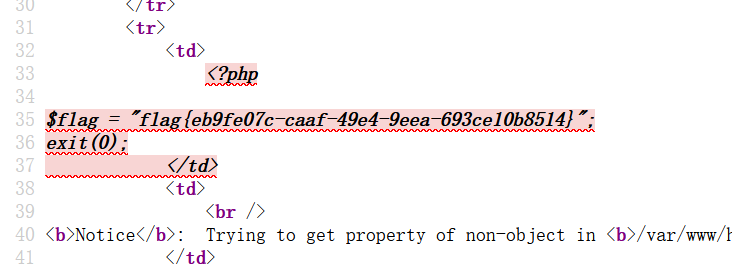 30 </tr>
31 <tr>
32 <td>
33 <?php
34
35 $flag = "flag{eb9fe07c-caaf-49e4-9eea-693ce10b8514}";
36 exit(0);
37 </td>
38 <td>
39 <br />
40 <b>Notice</b>: Trying to get property of non-object in <b>/var/www/h
41 </td>